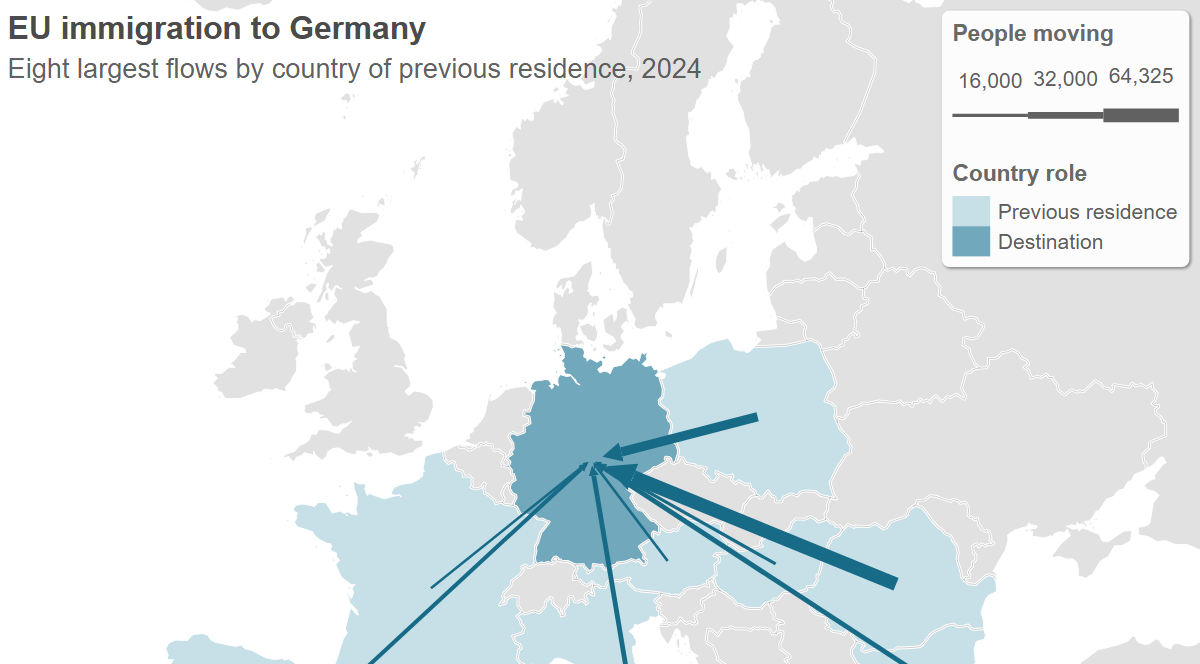 EU immigration to Germany
Eight largest flows by country of previous residence, 2024
People moving
16,000 32,000 64,325
Country role
Previous residence
Destination